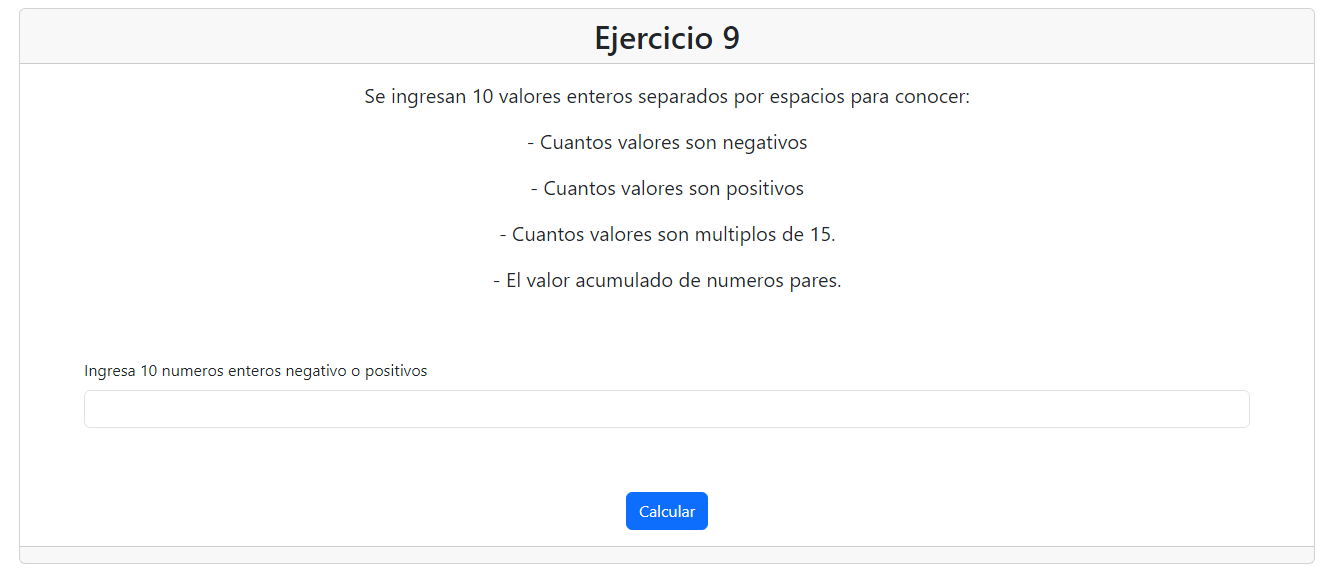 Ejercicio 9
Se ingresan 10 valores enteros separados por espacios para conocer:
- Cuantos valores son negativos
- Cuantos valores son positivos
- Cuantos valores son multiplos de 15.
- El valor acumulado de numeros pares.
Ingresa 10 numeros enteros negativo o positivos
Calcular